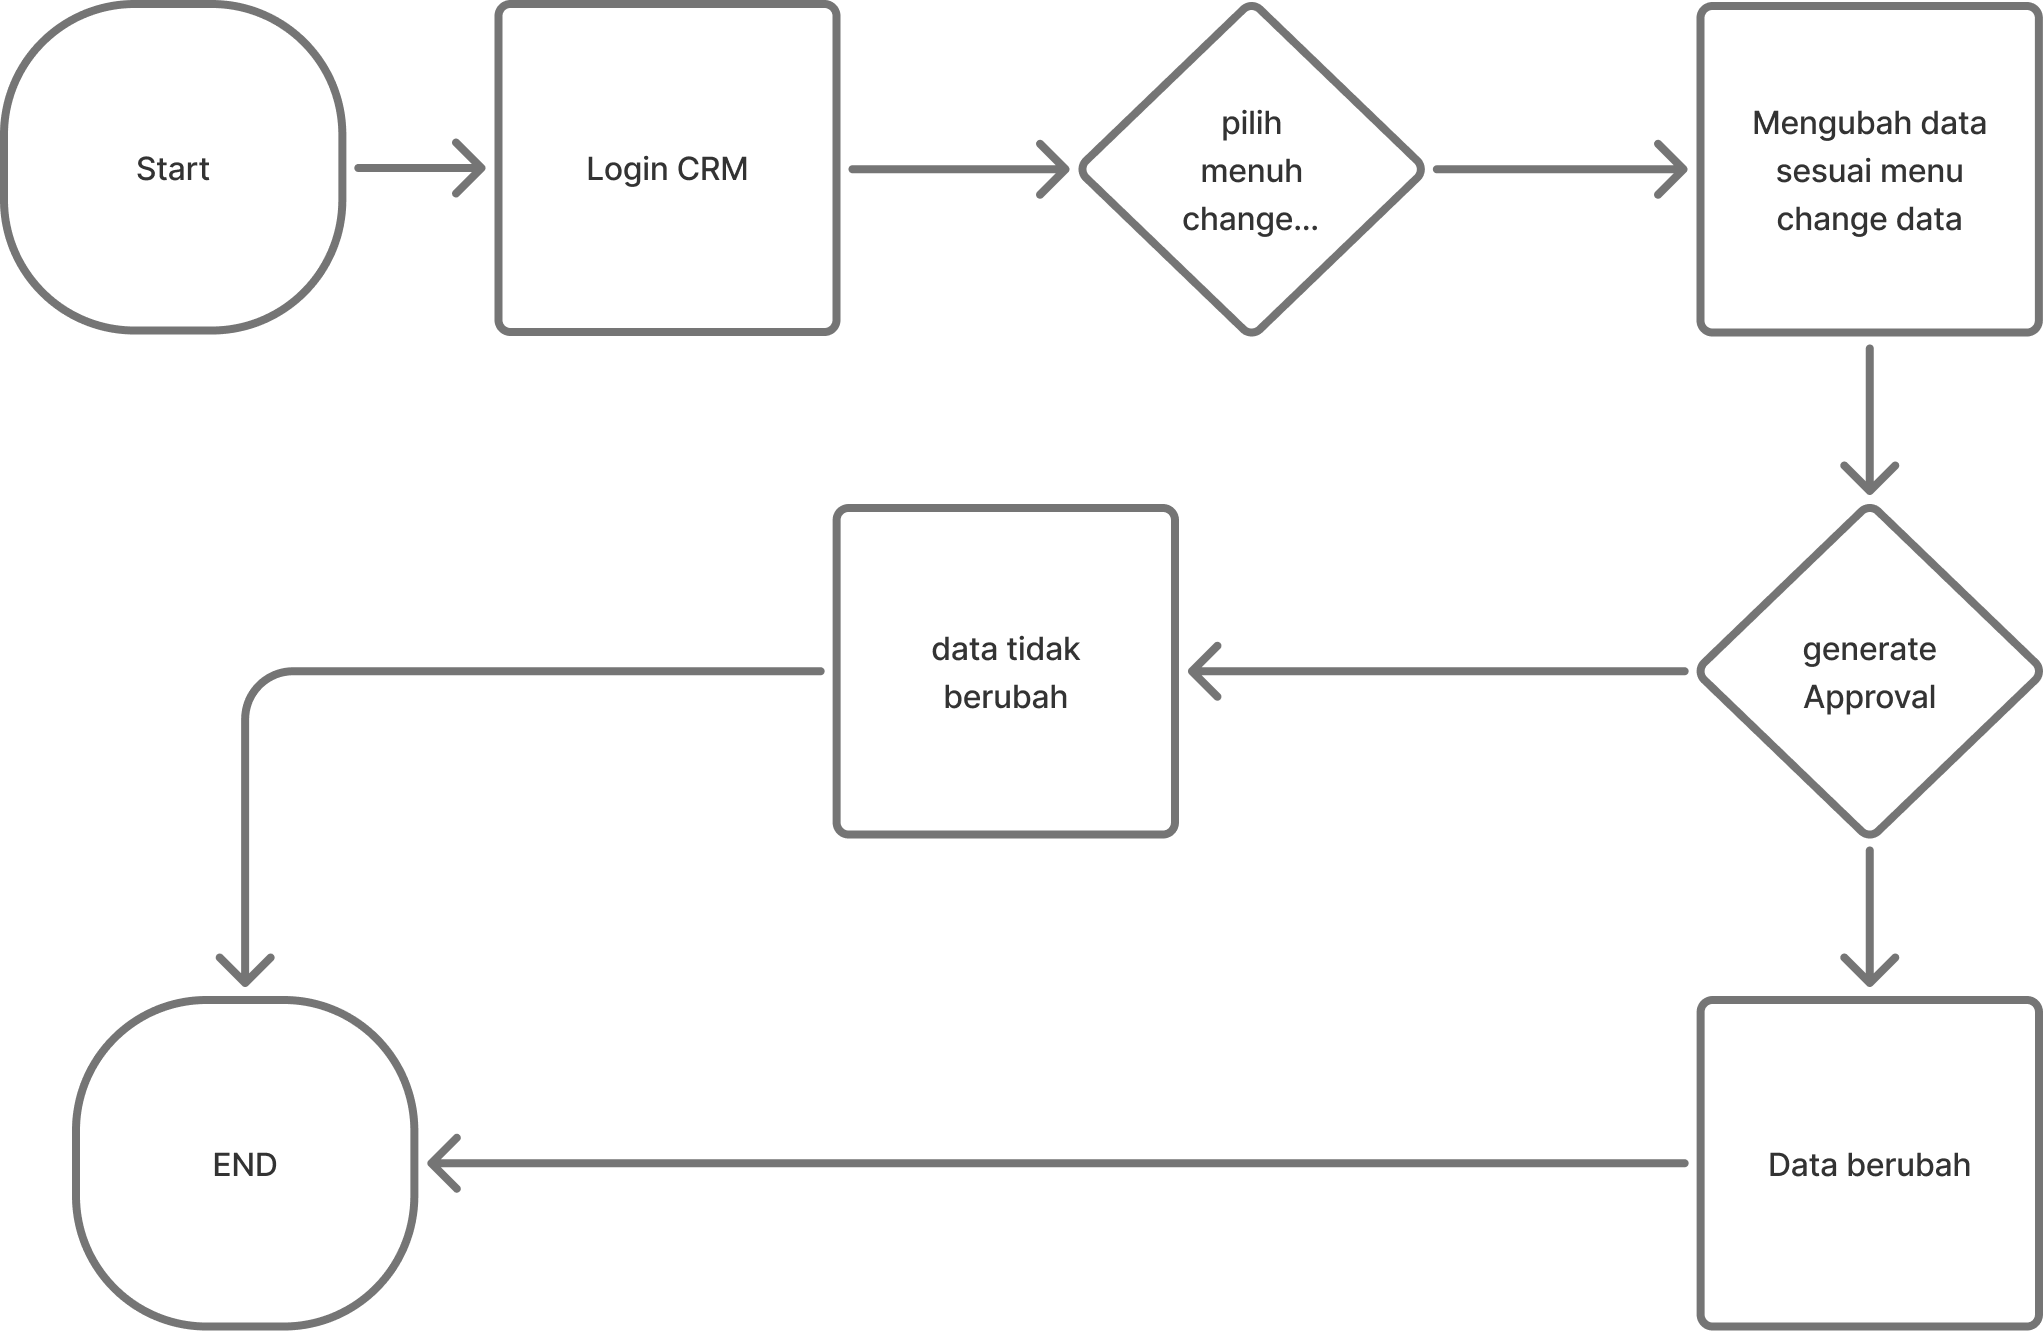 Start
Login CRM
pilih
menuh
change...
Mengubah data
sesuai menu
change data
data tidak
berubah
generate
Approval
END
Data berubah